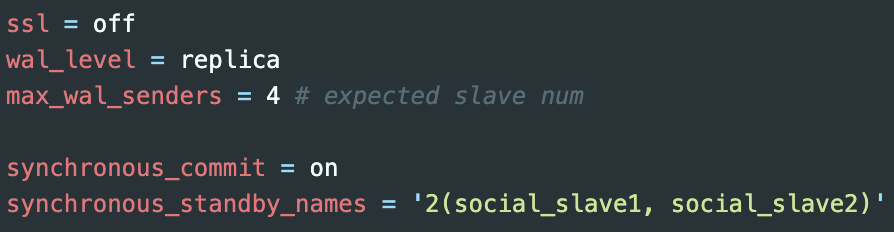 ssl = off
wal_level = replica
max_wal_senders = 4 # expected slave num
synchronous_commit = on
synchronous_standby_names = '2(social_slave1, social_slave2)'